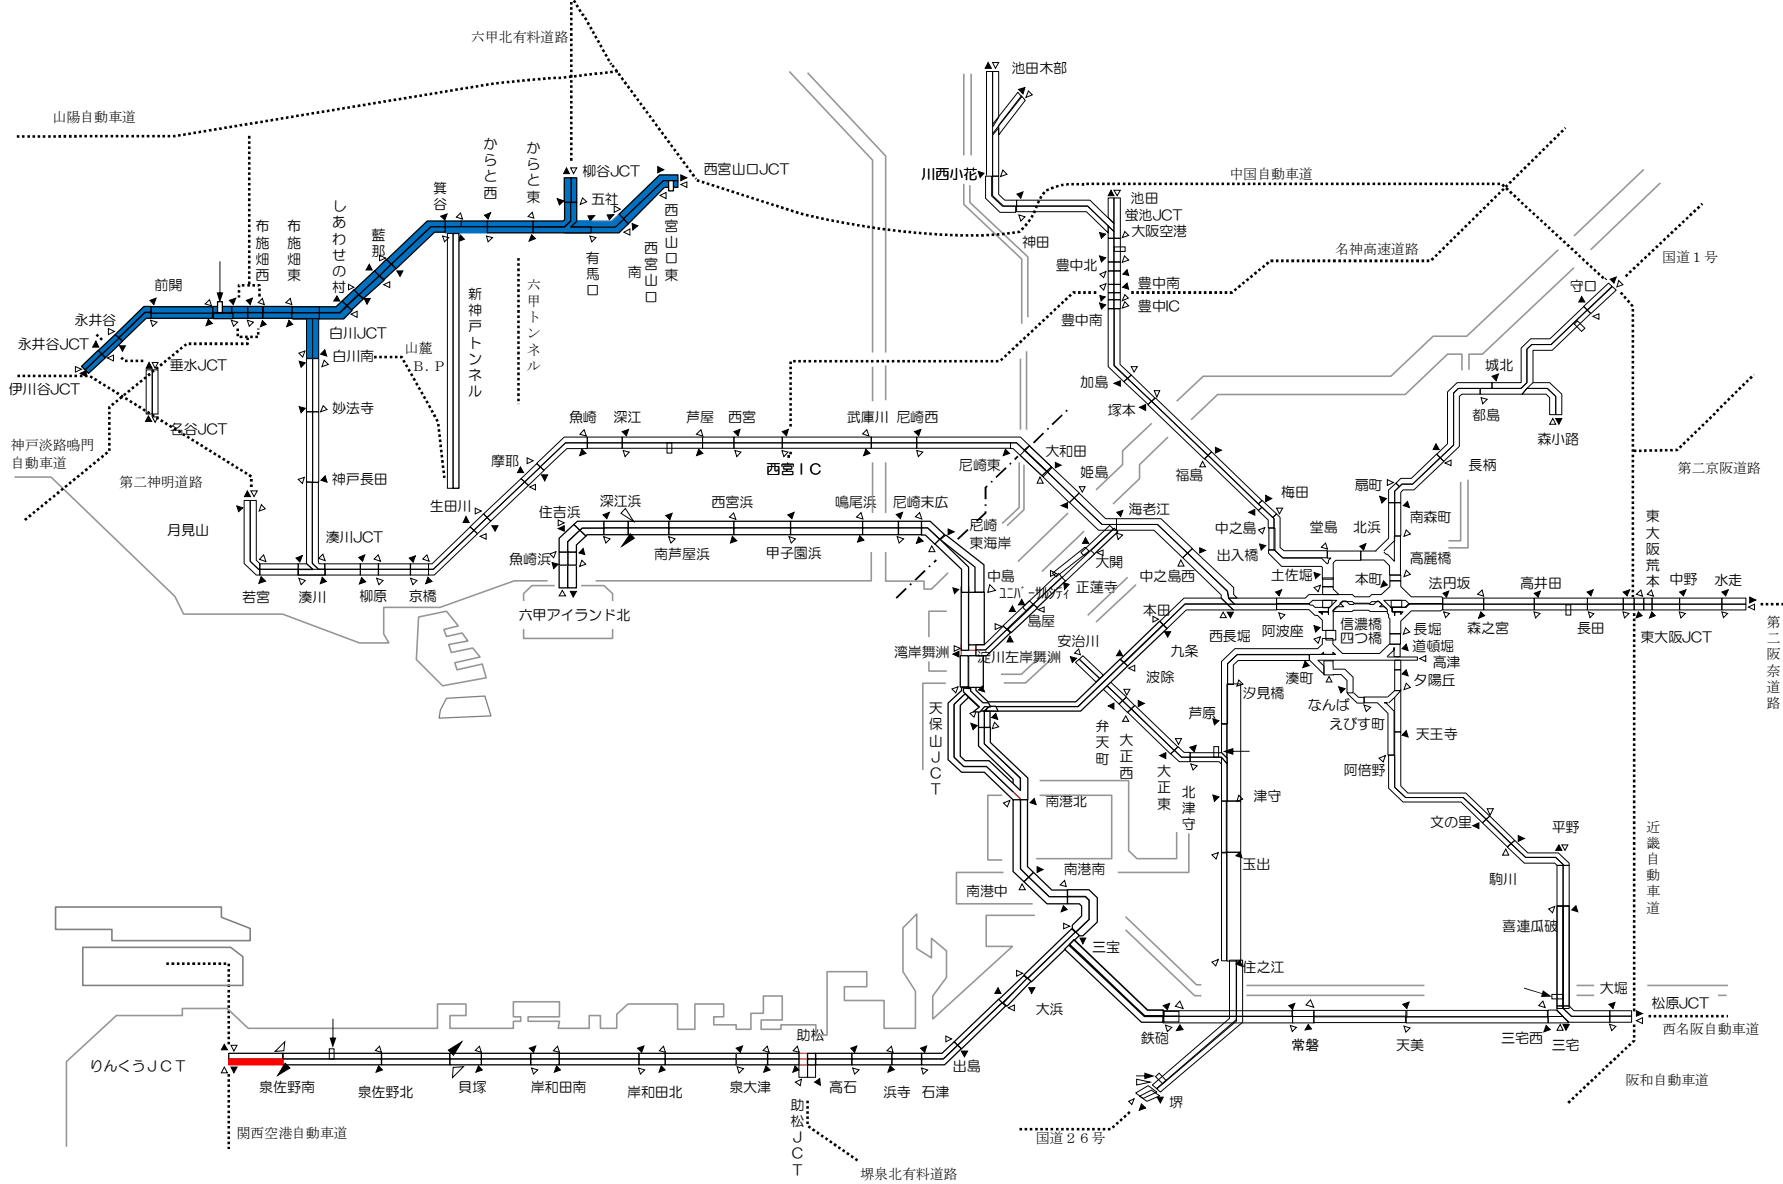 六甲北有料道路
山陽自動車道
池田木部
からと西
からと東
柳谷JCT
西宮山口JCT
五社
箕谷
しあわせの村
藍那
布施畑西
布施畑東
有馬口
西宮山口南
西宮山口東
川西小花
中国自動車道
池田
蛍池JCT
大阪空港
神田
名神高速道路
国道1号
豊中北
豊中南
豊中IC
豊中南
守口
前開
永井谷
永井谷JCT
伊川谷JCT
白川JCT
白川南
山麓
B.P
新神戸トンネル
六甲トンネル
垂水JCT
名谷JCT
妙法寺
神戸長田
神戸淡路鳴門
自動車道
第二神明道路
月見山
湊川JCT
若宮
湊川
柳原
京橋
生田川
摩耶
魚崎
深江
芦屋
西宮
武庫川
尼崎西
西宮IC
尼崎東
大和田
姫島
加島
塚本
福島
梅田
中之島
出入橋
堂島
北浜
土佐堀
本町
城北
都島
森小路
長柄
扇町
南森町
高麗橋
第二京阪道路
東大阪荒本
住吉浜
深江浜
西宮浜
鳴尾浜
尼崎末広
魚崎浜
南芦屋浜
甲子園浜
尼崎
東海岸
六甲アイランド北
中島
海老江
大開
正蓮寺
中之島西
ユニバーサルシティ
島屋
安治川
湾岸舞洲
淀川左岸舞洲
本田
九条
波除
西長堀
阿波座
信濃橋
四つ橋
法円坂
森之宮
高井田
長田
中野
水走
東大阪JCT
第二阪奈道路
長堀
道頓堀
高津
夕陽丘
湊町
なんば
えびす町
天王寺
阿倍野
汐見橋
芦原
天保山JCT
弁天町
大正西
大正東
北津守
津守
玉出
南港北
南港南
南港中
文の里
平野
駒川
喜連瓜破
近畿自動車道
三宝
大浜
住之江
大堀
松原JCT
西名阪自動車道
鉄砲
常磐
天美
三宅西
三宅
阪和自動車道
りんくうJCT
泉佐野南
泉佐野北
貝塚
岸和田南
岸和田北
泉大津
助松
高石
浜寺
石津
出島
助松JCT
堺
国道26号
関西空港自動車道
堺泉北有料道路